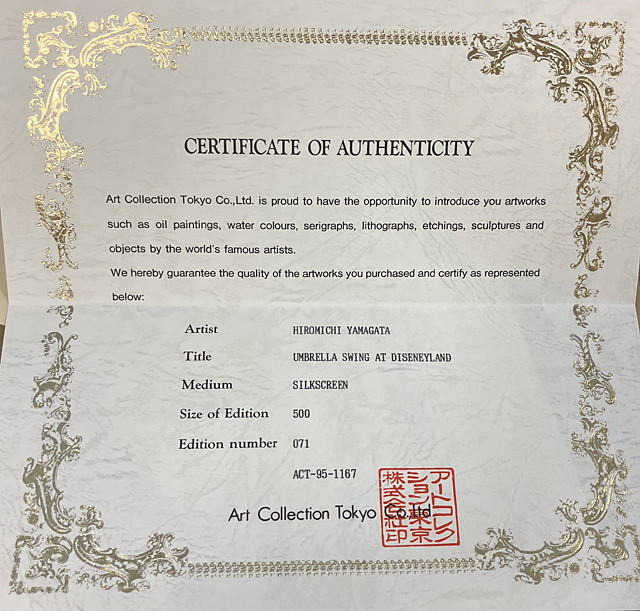 CERTIFICATE OF AUTHENTICITY
Art Collection Tokyo Co.,Ltd. is proud to have the opportunity to introduce you artworks
such as oil paintings, water colours, serigraphs, lithographs, etchings, sculptures and
objects by the world's famous artists.
We hereby guarantee the quality of the artworks you purchased and certify as represented
below:
Artist HIROMICHI YAMAGATA
Title UMBRELLA SWING AT DISENEYLAND
Medium SILKSCREEN
Size of Edition 500
Edition number 071
ACT-95-1167
Art Collection Tokyo Co.,ltd.
アートコレク
ション東京
株式会社印